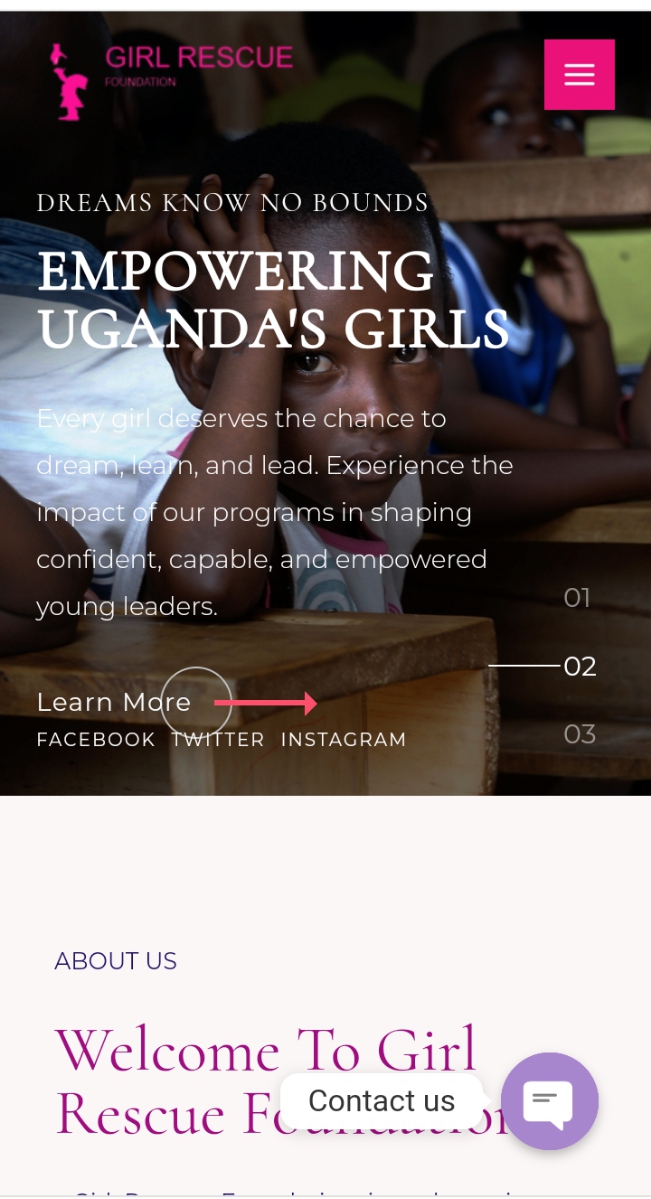 GIRL RESCUE
FOUNDATION
DREAMS KNOW NO BOUNDS
EMPOWERING
UGANDA'S GIRLS
Every girl deserves the chance to
dream, learn, and lead. Experience the
impact of our programs in shaping
confident, capable, and empowered
young leaders.
01
02
03
Learn More
FACEBOOK TWITTER INSTAGRAM
ABOUT US
Welcome To Girl
Rescue Foundation
Contact us